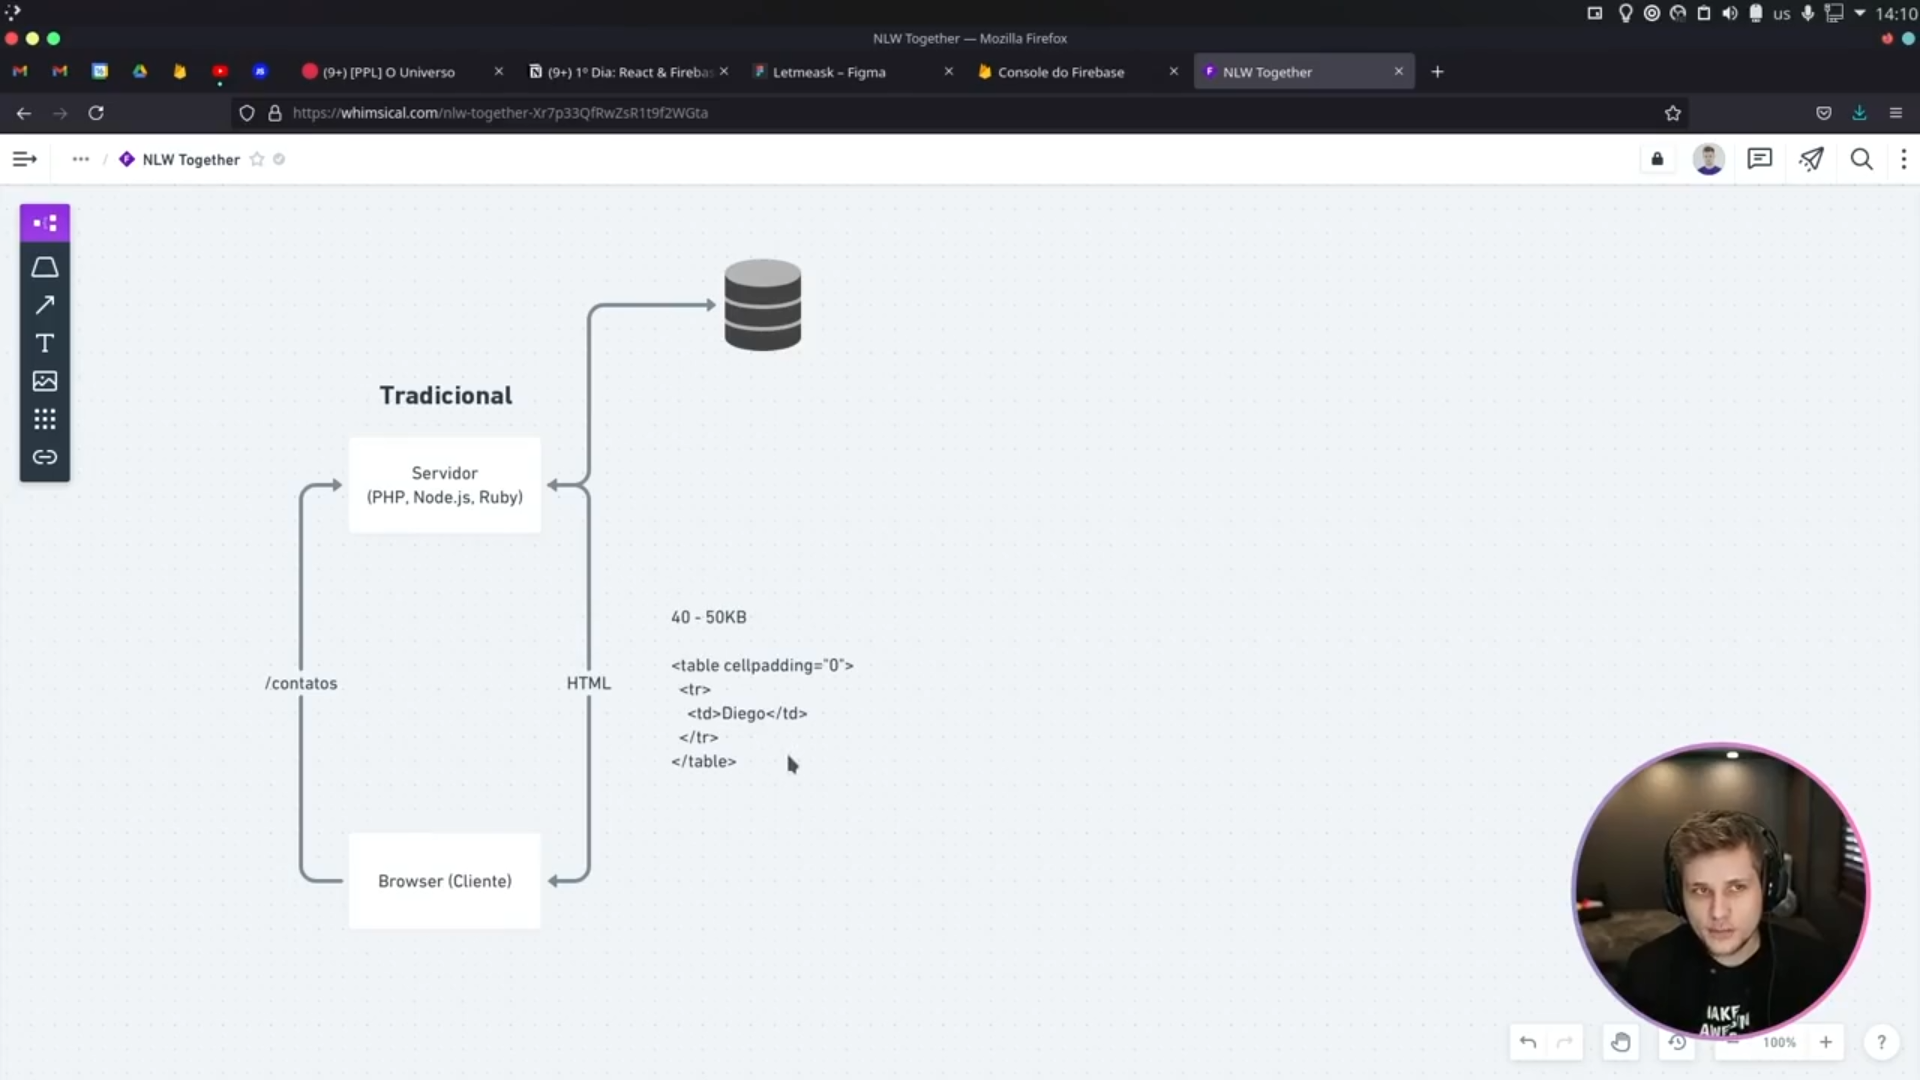 us
14:10
NLW Together — Mozilla Firefox
(9+) [PPL] O Universo
(9+) 1º Dia: React & Firebas
Letmeask – Figma
Console do Firebase
NLW Together
https://whimsical.com/nlw-together-Xr7p33QfRwZsR1t9f2WGta
... / NLW Together
Tradicional
Servidor
(PHP, Node.js, Ruby)
40 - 50KB
<table cellpadding="0">
<tr>
<td>Diego</td>
</tr>
</table>
/contatos
HTML
Browser (Cliente)
100%
?